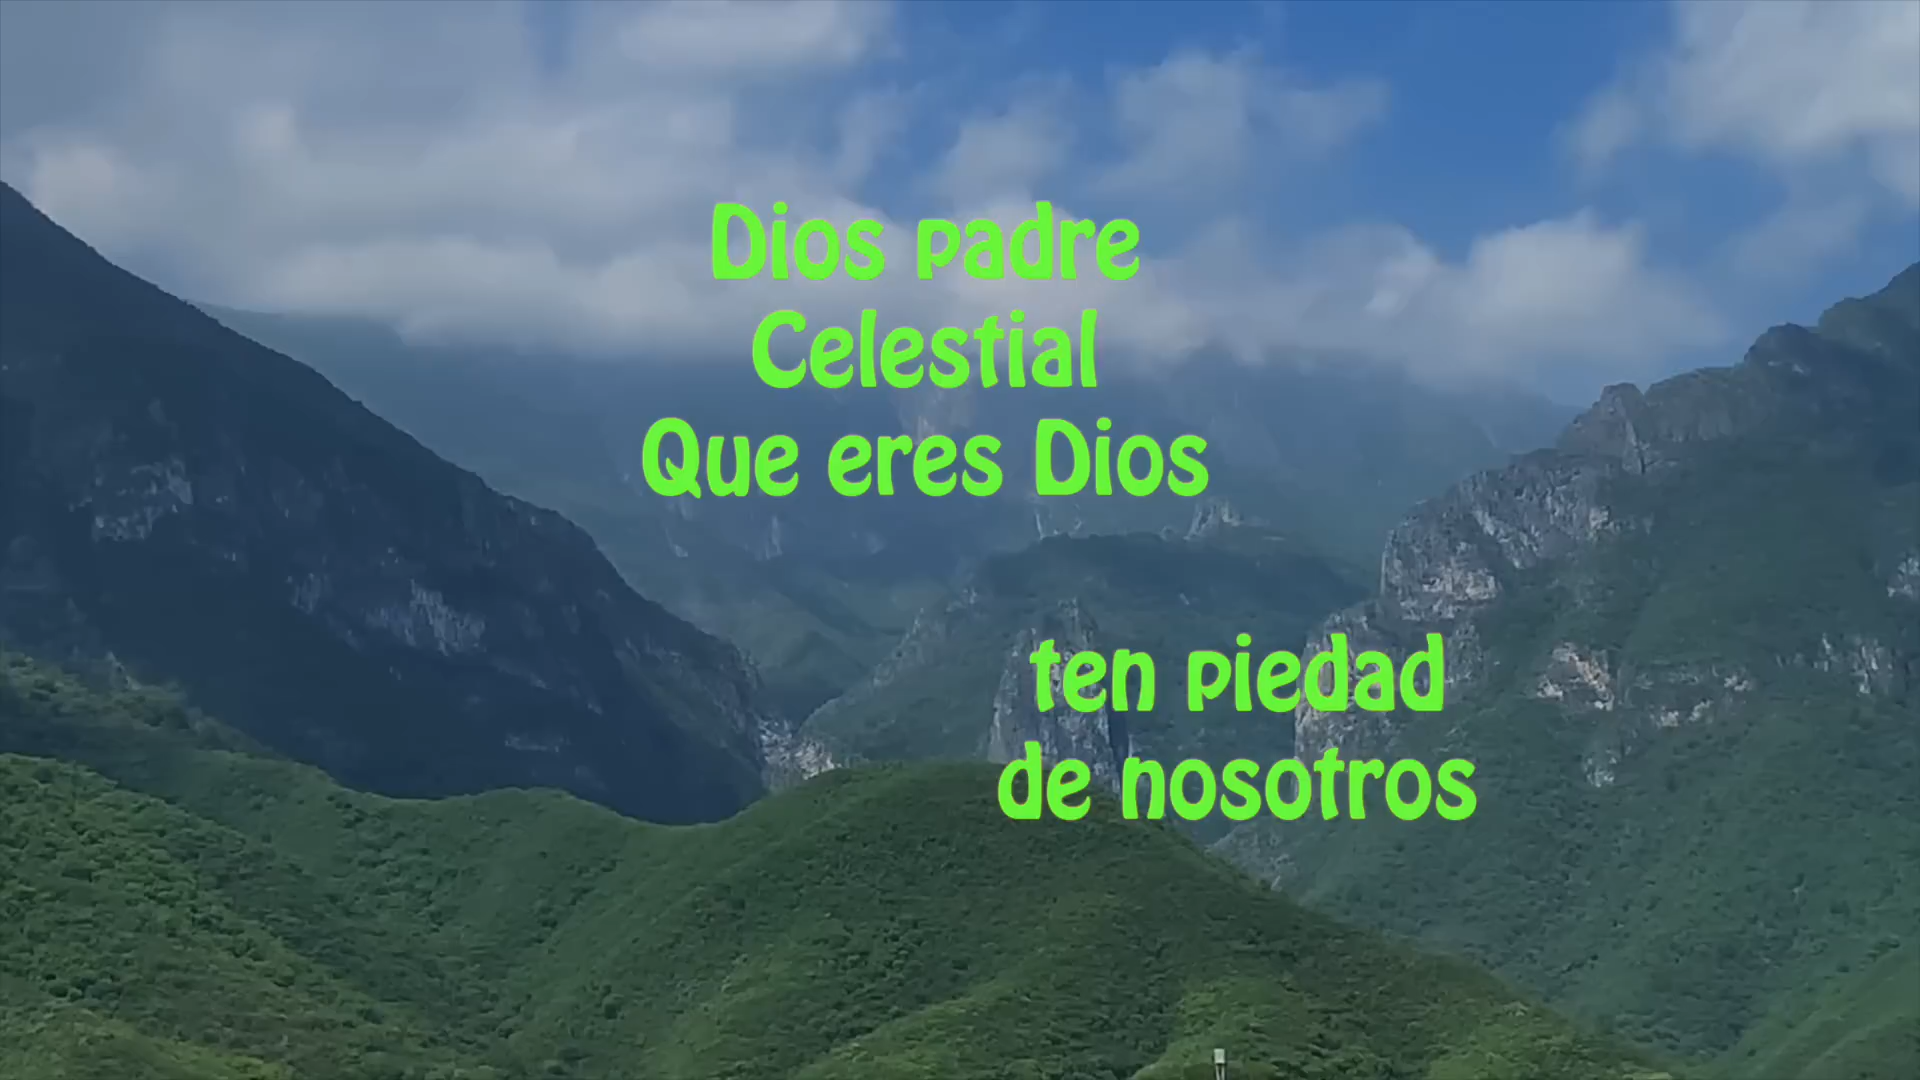 Dios padre
Celestial
Que eres Dios
ten piedad
de nosotros